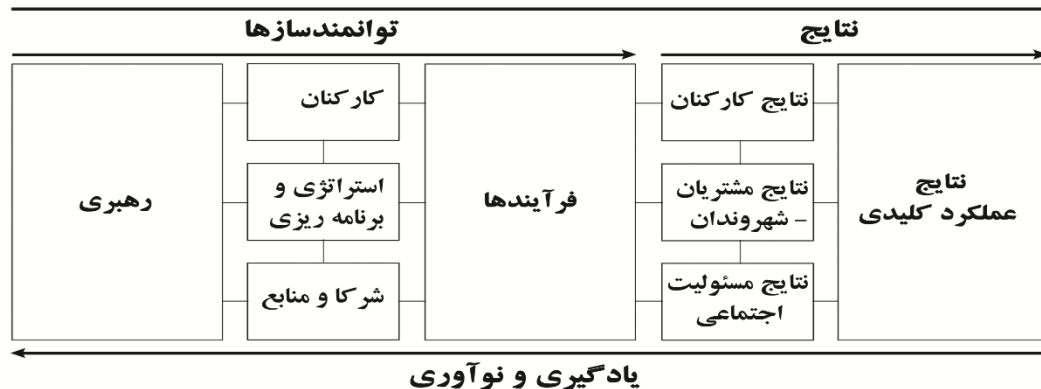 توانمندسازها
نتایج
رهبری
کارکنان
استراتژی و
برنامه ریزی
شرکا و منابع
فرآیندها
نتایج کارکنان
نتایج مشتریان
- شهروندان
نتایج مسئولیت
اجتماعی
نتایج
عملکرد کلیدی
یادگیری و نوآوری